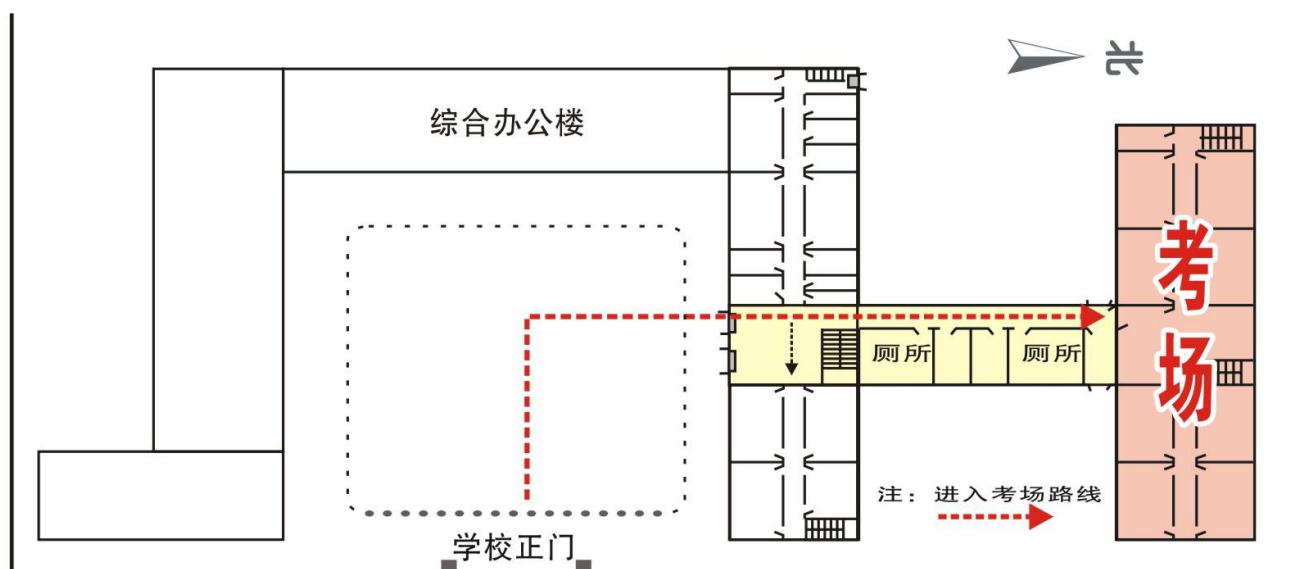 北
综合办公楼
考场
厕所
厕所
注：进入考场路线
学校正门